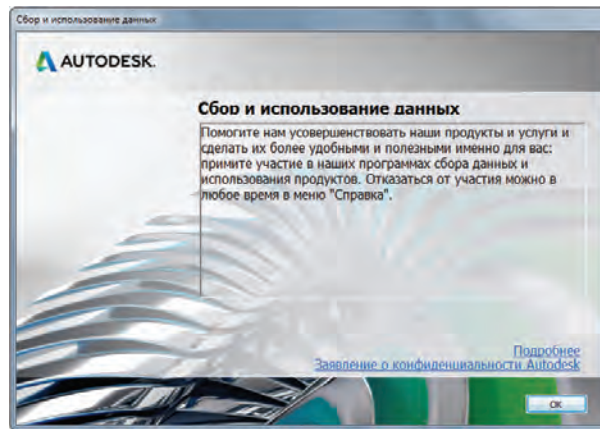 Сбор и использование данных
AUTODESK.
Сбор и использование данных
Помогите нам усовершенствовать наши продукты и услуги и
сделать их более удобными и полезными именно для вас:
примите участие в наших программах сбора данных и
использования продуктов. Отказаться от участия можно в
любое время в меню "Справка".
Подробнее
Заявление о конфиденциальности Autodesk
OK